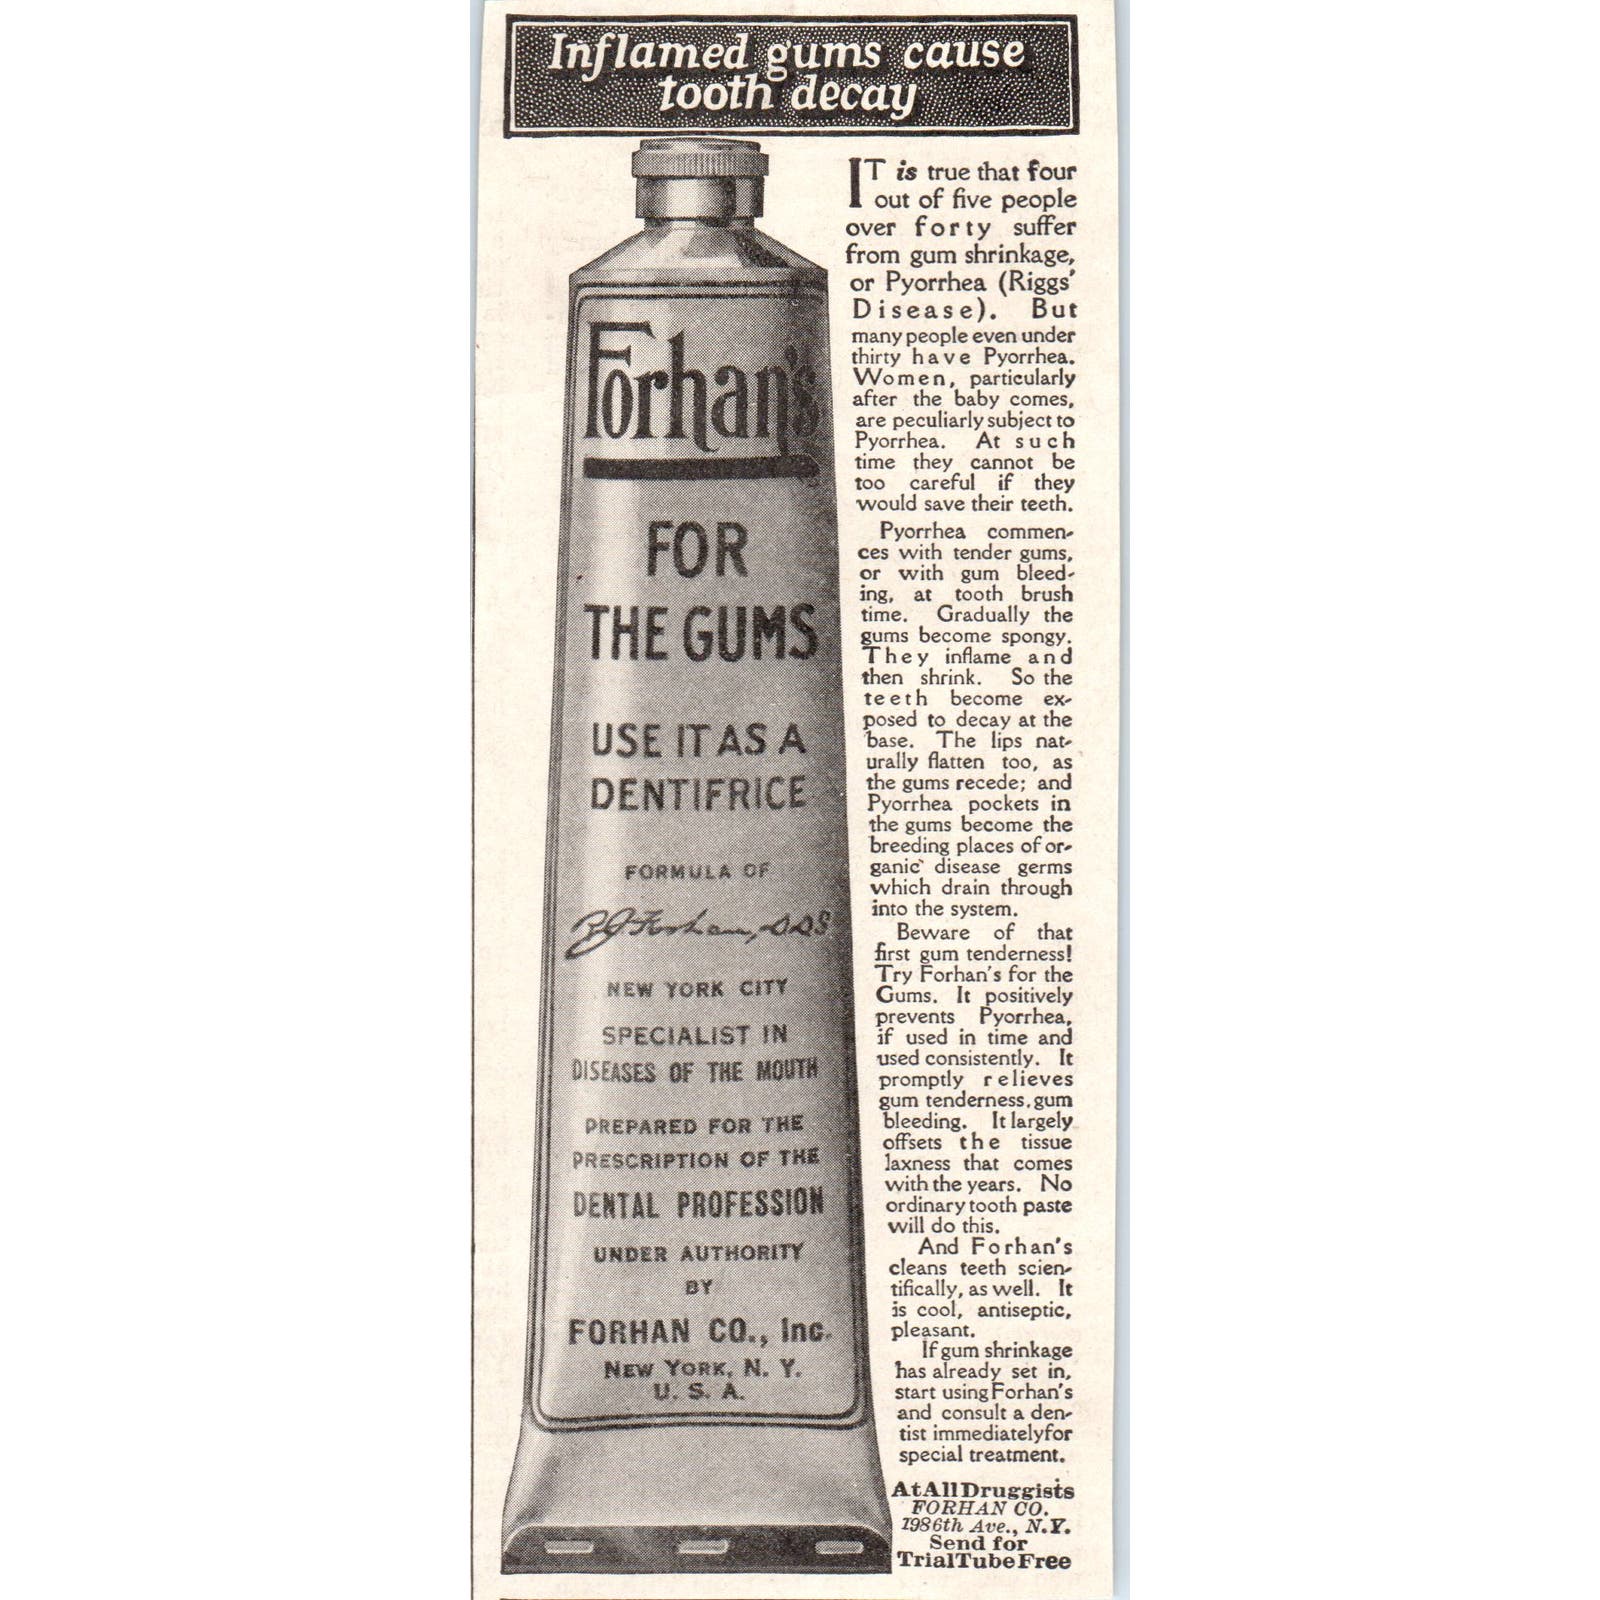 Inflamed gums cause
tooth decay
Forhan's
FOR
THE GUMS
USE IT AS A
DENTIFRICE
FORMULA OF
R J Forhan, D.D.S
NEW YORK CITY
SPECIALIST IN
DISEASES OF THE MOUTH
PREPARED FOR THE
PRESCRIPTION OF THE
DENTAL PROFESSION
UNDER AUTHORITY
BY
FORHAN CO., Inc.
NEW YORK, N. Y.
U. S. A.
IT is true that four
out of five people
over forty suffer
from gum shrinkage,
or Pyorrhea (Riggs'
Disease). But
many people even under
thirty have Pyorrhea.
Women, particularly
after the baby comes,
are peculiarly subject to
Pyorrhea. At such
time they cannot be
too careful if they
would save their teeth.
Pyorrhea commen-
ces with tender gums,
or with gum bleed-
ing, at tooth brush
time. Gradually the
gums become spongy.
They inflame and
then shrink. So the
teeth become ex-
posed to decay at the
base. The lips nat-
urally flatten too, as
the gums recede; and
Pyorrhea pockets in
the gums become the
breeding places of or-
ganic disease germs
which drain through
into the system.
Beware of that
first gum tenderness!
Try Forhan's for the
Gums. It positively
prevents Pyorrhea,
if used in time and
used consistently. It
promptly relieves
gum tenderness, gum
bleeding. It largely
offsets the tissue
laxness that comes
with the years. No
ordinary tooth paste
will do this.
And Forhan's
cleans teeth scien-
tifically, as well. It
is cool, antiseptic,
pleasant.
If gum shrinkage
has already set in,
start using Forhan's
and consult a den-
tist immediately for
special treatment.
At All Druggists
FORHAN CO.
198 6th Ave., N.Y.
Send for
Trial Tube Free